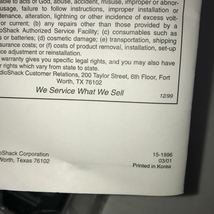 able to acts of God, abuse, accident, misuse, improper or abnor-
usage, failure to follow instructions, improper installation or
ntenance, alteration, lightning or other incidence of excess volt-
or current; (b) any repairs other than those provided by a
oShack Authorized Service Facility; (c) consumables such as
s or batteries; (d) cosmetic damage; (e) transportation, shipping
surance costs; or (f) costs of product removal, installation, set-up
ce adjustment or reinstallation.
warranty gives you specific legal rights, and you may also have
r rights which vary from state to state.
dioShack Customer Relations, 200 Taylor Street, 6th Floor, Fort
Worth, TX 76102
We Service What We Sell
12/99
ioShack Corporation
Worth, Texas 76102
15-1996
03/01
Printed in Korea